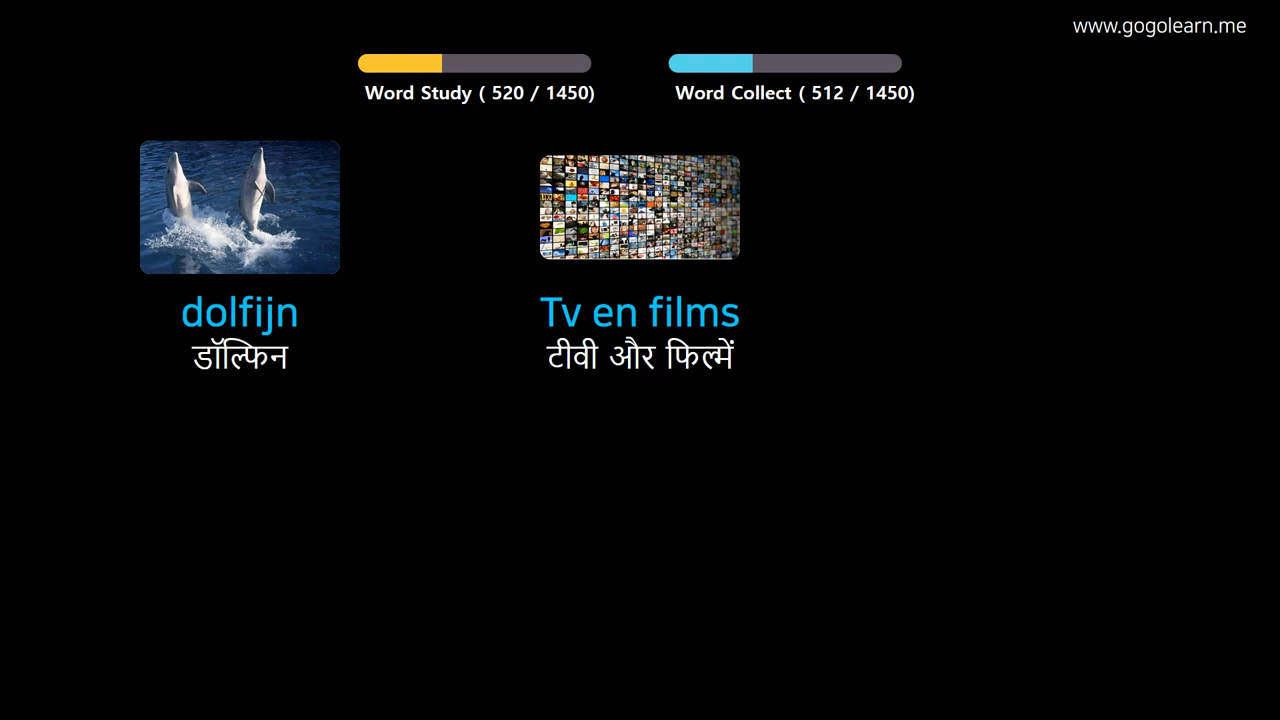 www.gogolearn.me
Word Study ( 520 / 1450)
Word Collect ( 512 / 1450)
dolfijn
डॉल्फिन
Tv en films
टीवी और फिल्में